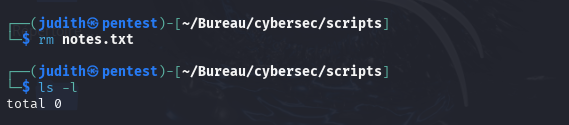 ┌──(judith㉿pentest)-[~/Bureau/cybersec/scripts]
└─$ rm notes.txt
┌──(judith㉿pentest)-[~/Bureau/cybersec/scripts]
└─$ ls -l
total 0